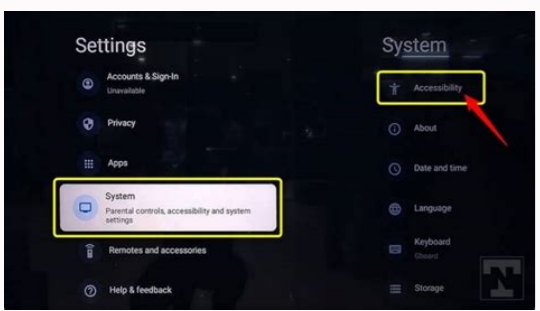 Settings
Accounts & Sign-In
Unavailable
Privacy
Apps
System
Parental controls, accessibility and system
settings
Remotes and accessories
Help & feedback
System
Accessibility
About
Date and time
Language
Keyboard
Gboard
Storage
N